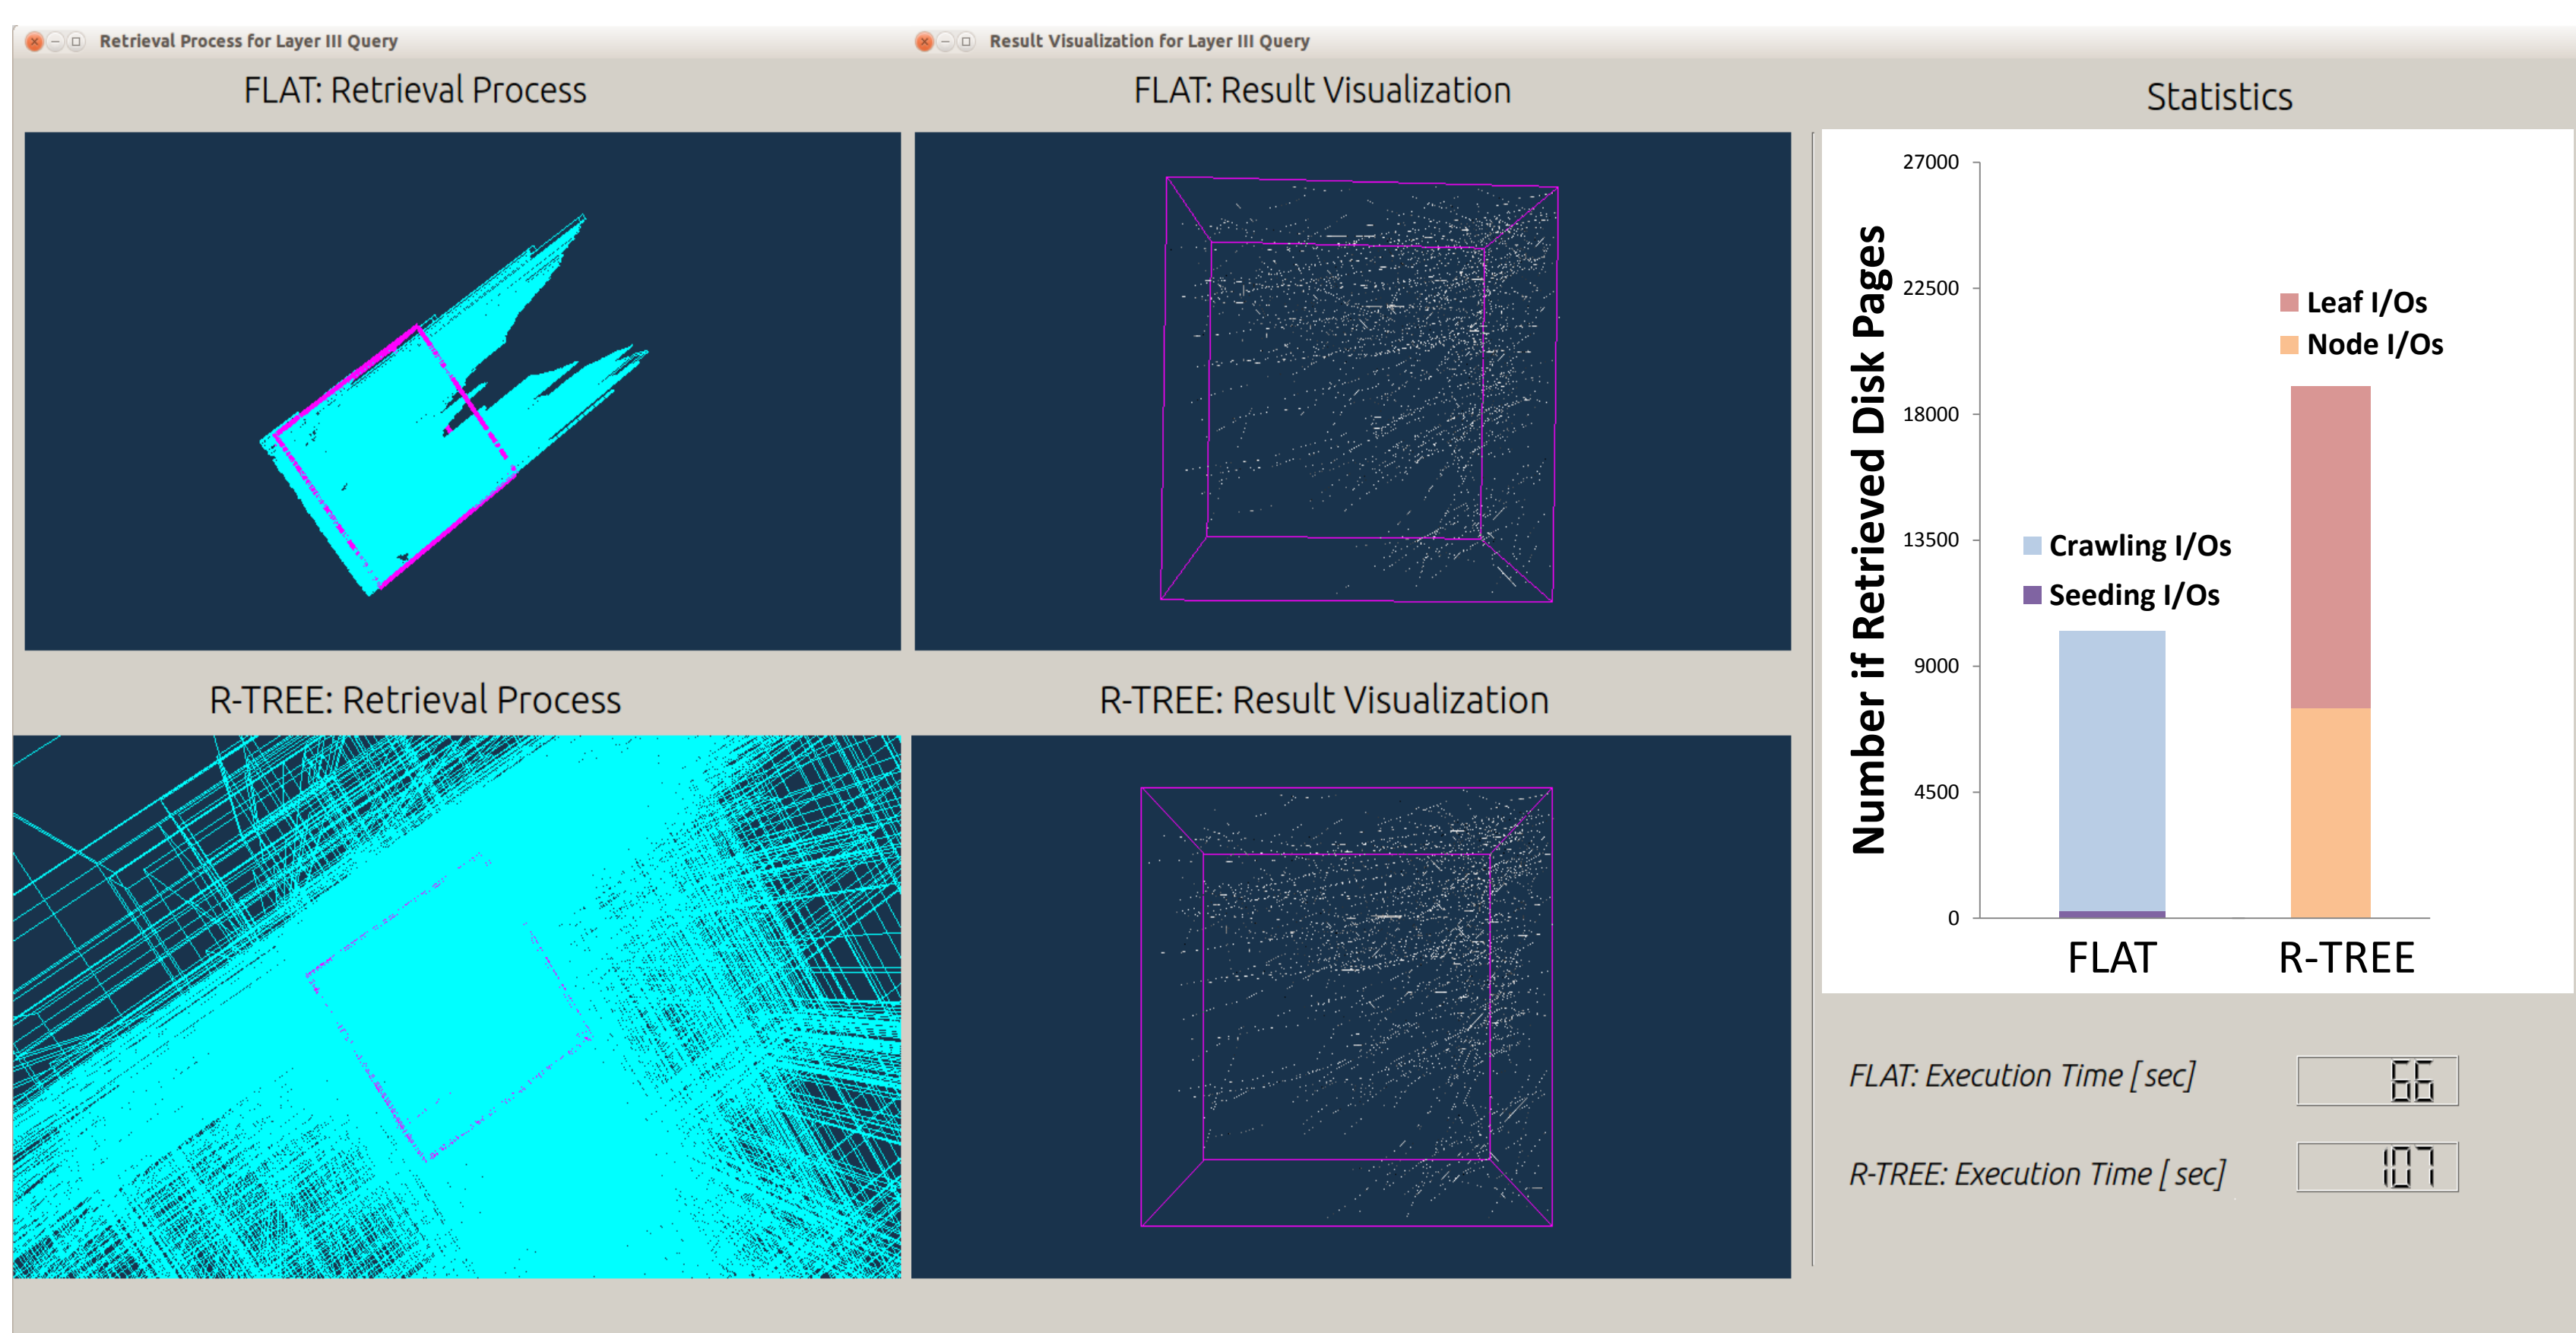 Retrieval Process for Layer III Query
Result Visualization for Layer III Query
FLAT: Retrieval Process
FLAT: Result Visualization
Statistics
Number if Retrieved Disk Pages
27000
22500
18000
13500
9000
4500
0
Leaf I/Os
Node I/Os
Crawling I/Os
Seeding I/Os
FLAT
R-TREE
R-TREE: Retrieval Process
R-TREE: Result Visualization
FLAT: Execution Time [ sec]
66
R-TREE: Execution Time [ sec]
107